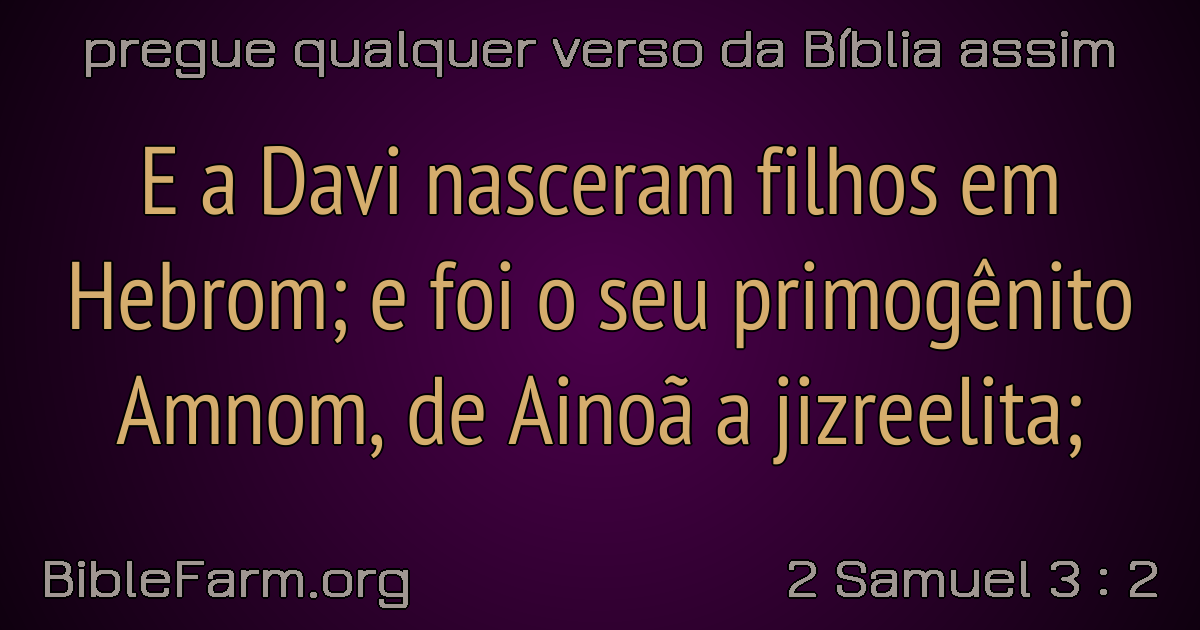 pregue qualquer verso da Bíblia assim
E a Davi nasceram filhos em
Hebrom; e foi o seu primogênito
Amnom, de Ainoã a jizreelita;
BibleFarm.org
2 Samuel 3 : 2